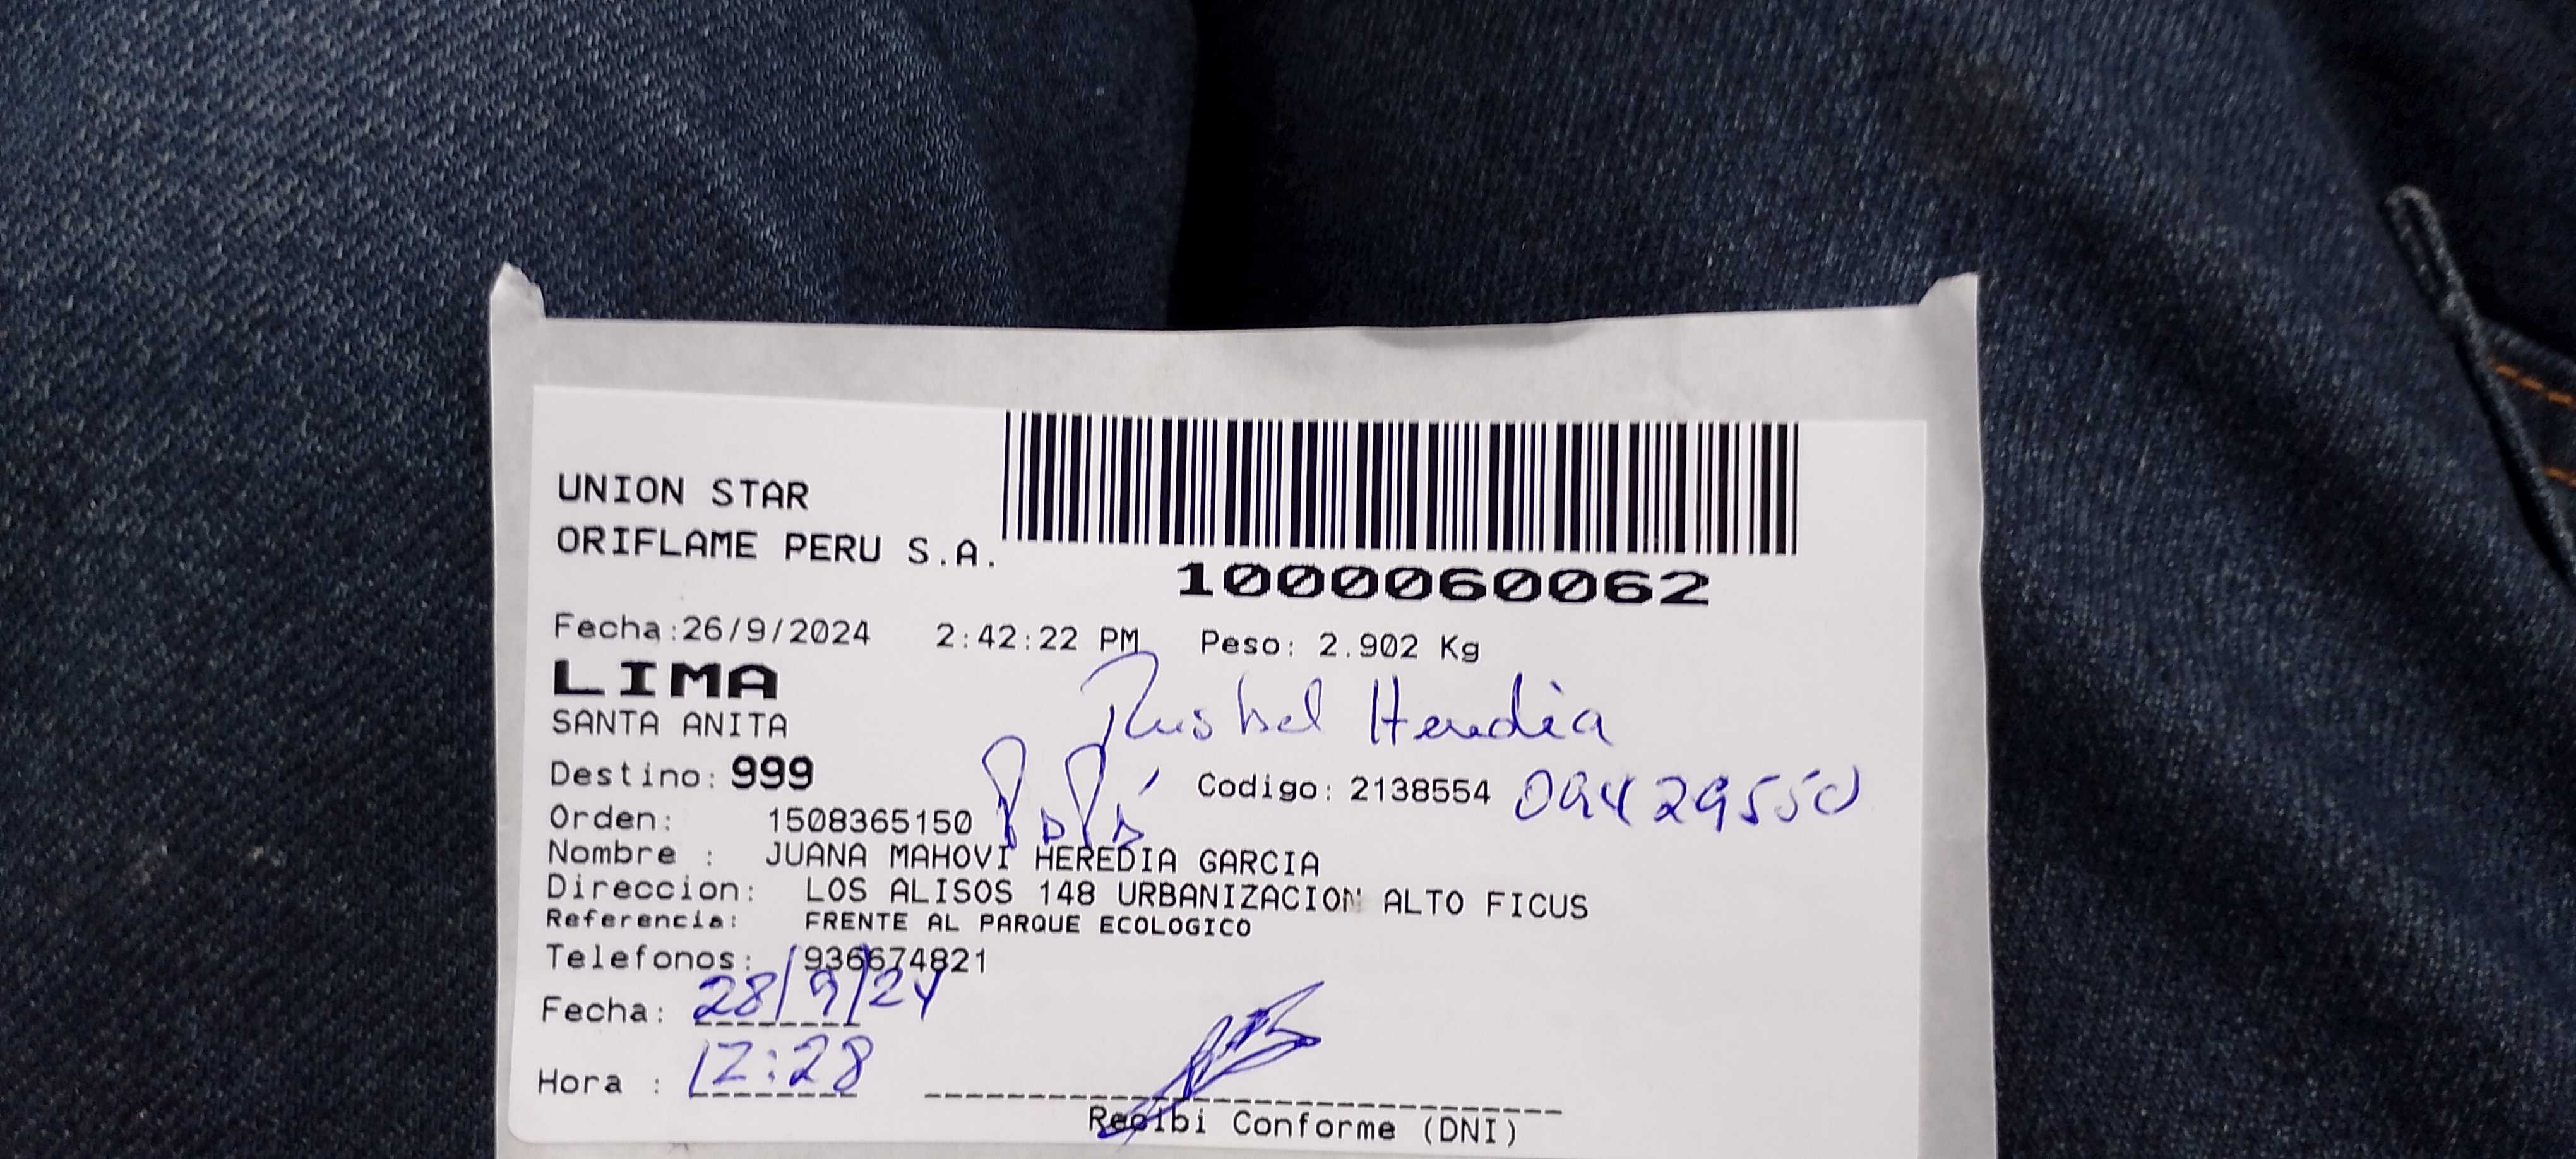 UNION STAR
ORIFLAME PERU S.A.
1000060062
Fecha:26/9/2024 2:42:22 PM Peso: 2.902 Kg
LIMA
SANTA ANITA
Heredia
Destino: 999
Papá
Codigo: 2138554 09429550
Orden: 1508365150
Nombre : JUANA MAHOVI HEREDIA GARCIA
Direccion: LOS ALISOS 148 URBANIZACION ALTO FICUS
Referencia: FRENTE AL PARQUE ECOLOGICO
Telefonos: 936674821
Fecha: 28/9/24
Hora : 12:28
Recibi Conforme (DNI)